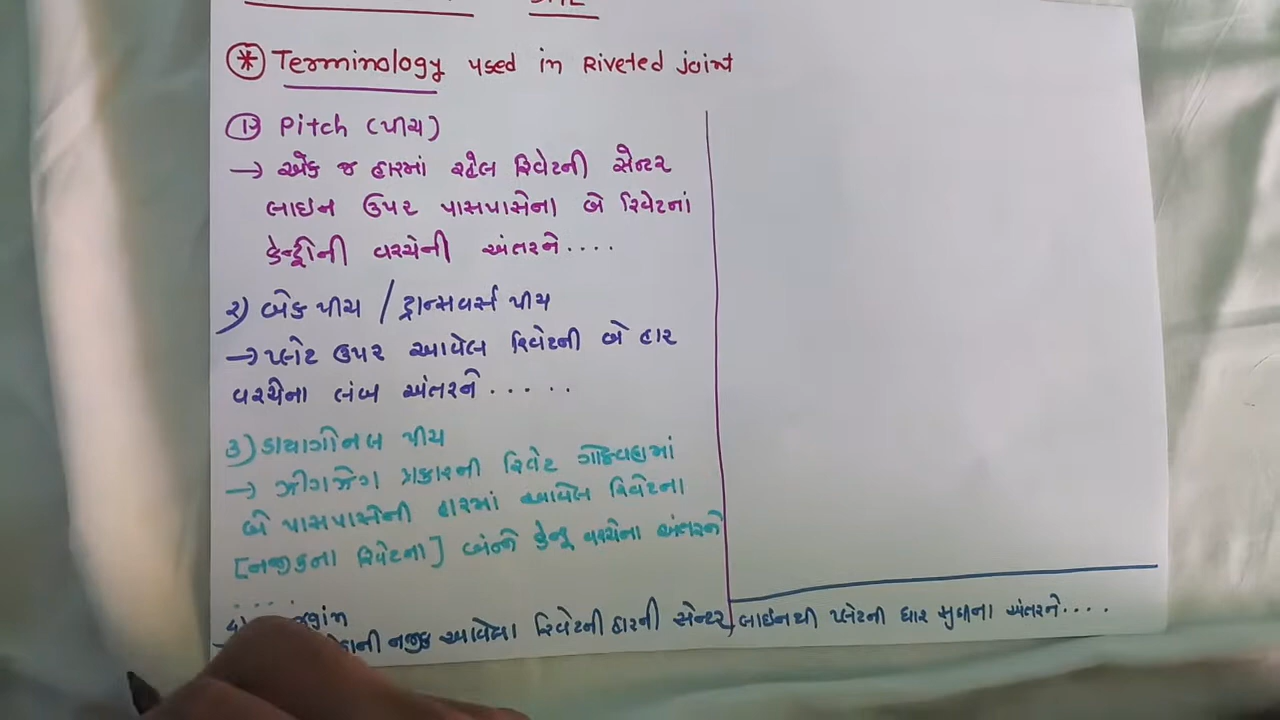 * Terminology used in Riveted joint
1) Pitch (પીચ)
→ એક જ હારમાં રહેલ રિવેટની સેન્ટર
લાઇન ઉપર પાસપાસેના બે રિવેટનાં
કેન્દ્રોની વચ્ચેની અંતરને....
૨) બેક પીચ / ટ્રાન્સવર્સ પીચ
→ પ્લેટ ઉપર આવેલ રિવેટની બે હાર
વચ્ચેના લંબ અંતરને......
૩) ડાયાગોનલ પીચ
→ ઝીગઝેગ પ્રકારની રિવેટ ગોઠવણમાં
બે પાસપાસેની હારમાં આવેલ રિવેટના
[નજીકના રિવેટના] બંન્ને કેન્દ્ર વચ્ચેના અંતરને
.....
નજીક આવેલા રિવેટની હારની સેન્ટર લાઇનથી પ્લેટની ધાર સુધીના અંતરને....